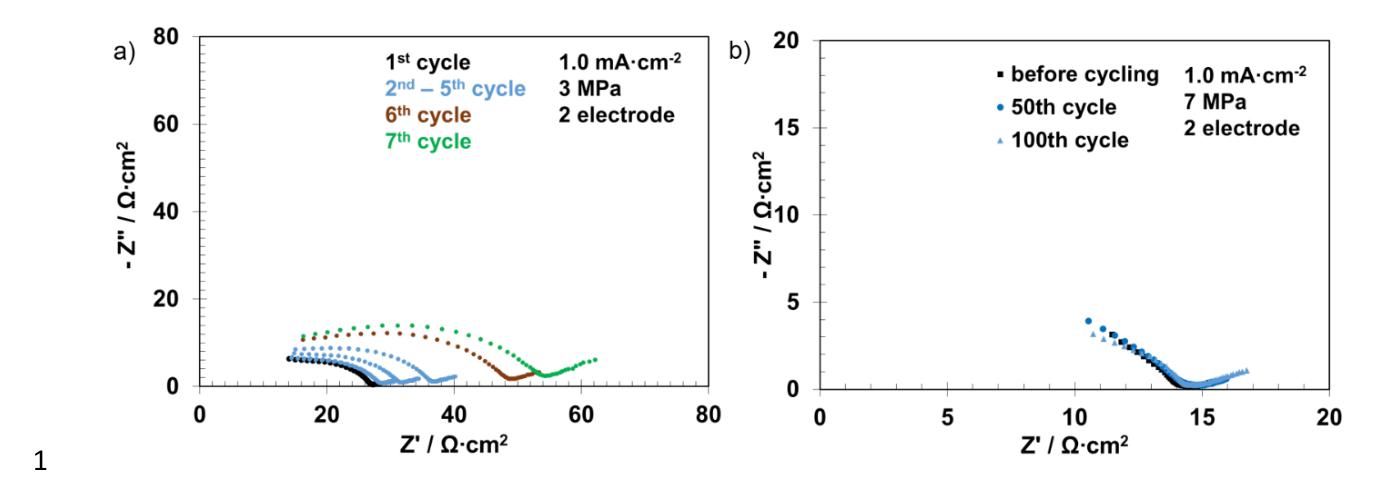 a)
80
60
40
20
0
- Z" / Ω·cm²
1ˢᵗ cycle
2ⁿᵈ – 5ᵗʰ cycle
6ᵗʰ cycle
7ᵗʰ cycle
1.0 mA·cm⁻²
3 MPa
2 electrode
0 20 40 60 80
Z' / Ω·cm²
b)
20
15
10
5
0
- Z" / Ω·cm²
before cycling
50th cycle
100th cycle
1.0 mA·cm⁻²
7 MPa
2 electrode
0 5 10 15 20
Z' / Ω·cm²
1